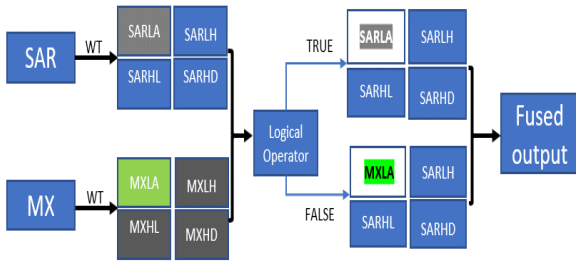 SAR
WT
SARLA
SARLH
SARHL
SARHD
MX
WT
MXLA
MXLH
MXHL
MXHD
Logical
Operator
TRUE
SARLA
SARLH
SARHL
SARHD
FALSE
MXLA
SARLH
SARHL
SARHD
Fused
output